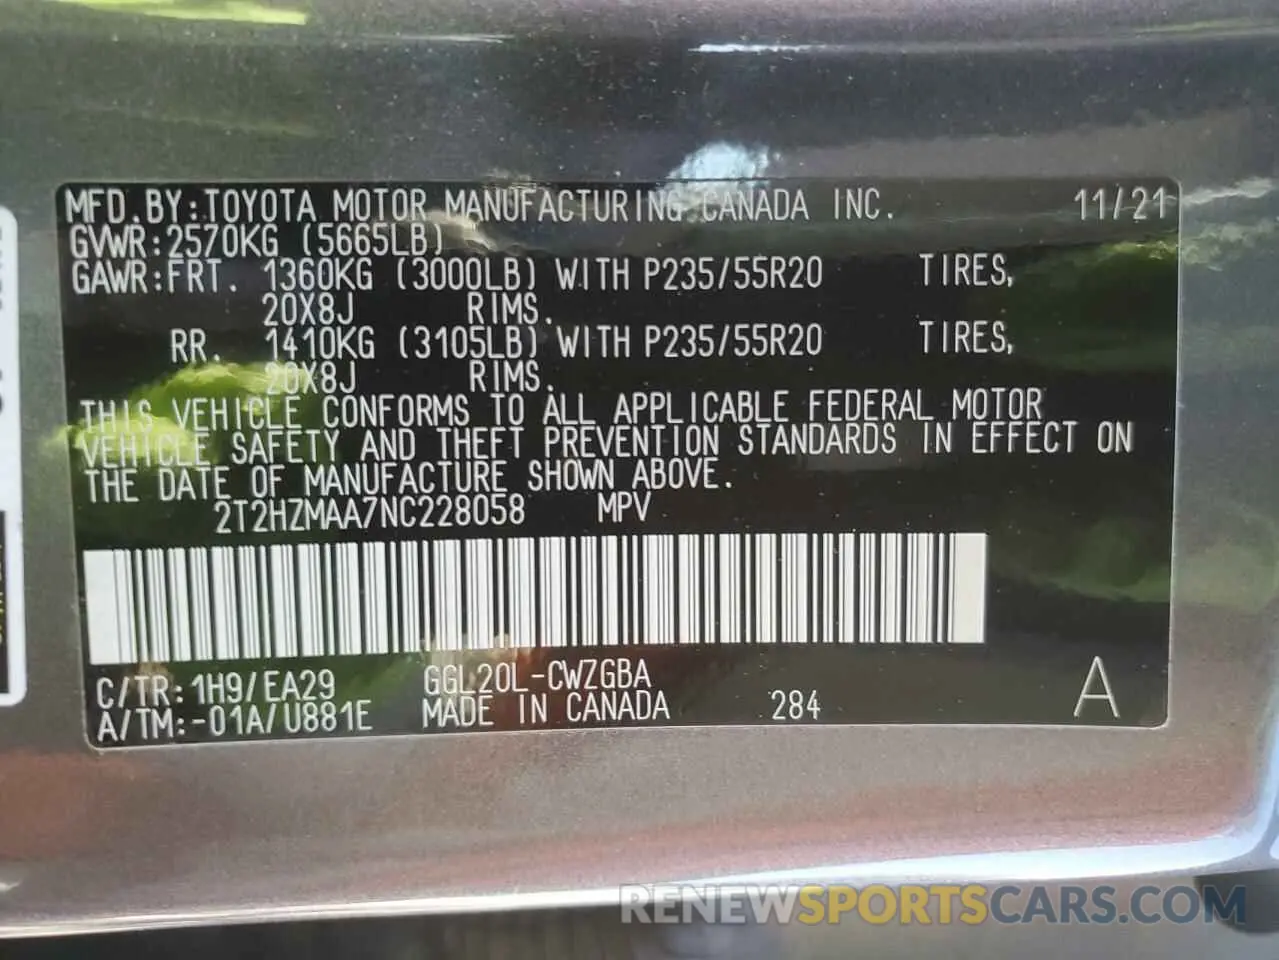 MFD.BY:TOYOTA MOTOR MANUFACTURING CANADA INC. 11/21
GVWR:2570KG (5665LB)
GAWR:FRT. 1360KG (3000LB) WITH P235/55R20 TIRES,
20X8J RIMS.
RR. 1410KG (3105LB) WITH P235/55R20 TIRES,
20X8J RIMS.
THIS VEHICLE CONFORMS TO ALL APPLICABLE FEDERAL MOTOR
VEHICLE SAFETY AND THEFT PREVENTION STANDARDS IN EFFECT ON
THE DATE OF MANUFACTURE SHOWN ABOVE.
2T2HZMAA7NC228058 MPV
C/TR:1H9/EA29 GGL20L-CWZGBA
A/TM:-01A/U881E MADE IN CANADA 284 A
RENEWSPORTSCARS.COM